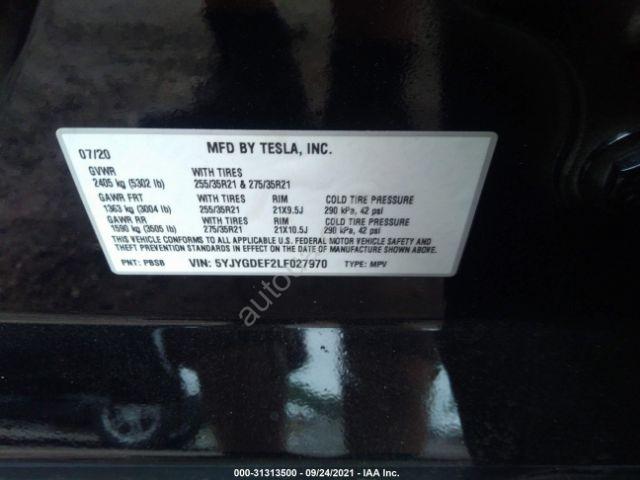 07/20 MFD BY TESLA, INC.
GVWR WITH TIRES
2405 kg (5302 lb) 255/35R21 & 275/35R21
GAWR FRT WITH TIRES RIM COLD TIRE PRESSURE
1363 kg (3004 lb) 255/35R21 21X9.5J 290 kPa, 42 psi
GAWR RR WITH TIRES RIM COLD TIRE PRESSURE
1590 kg (3505 lb) 275/35R21 21X10.5J 290 kPa, 42 psi
THIS VEHICLE CONFORMS TO ALL APPLICABLE U.S. FEDERAL MOTOR VEHICLE SAFETY AND
THEFT PREVENTION STANDARDS IN EFFECT ON THE DATE OF MANUFACTURE SHOWN ABOVE.
PNT: PBSB VIN: 5YJYGDEF2LF027970 TYPE: MPV
000-31313500 - 09/24/2021 - IAA Inc.